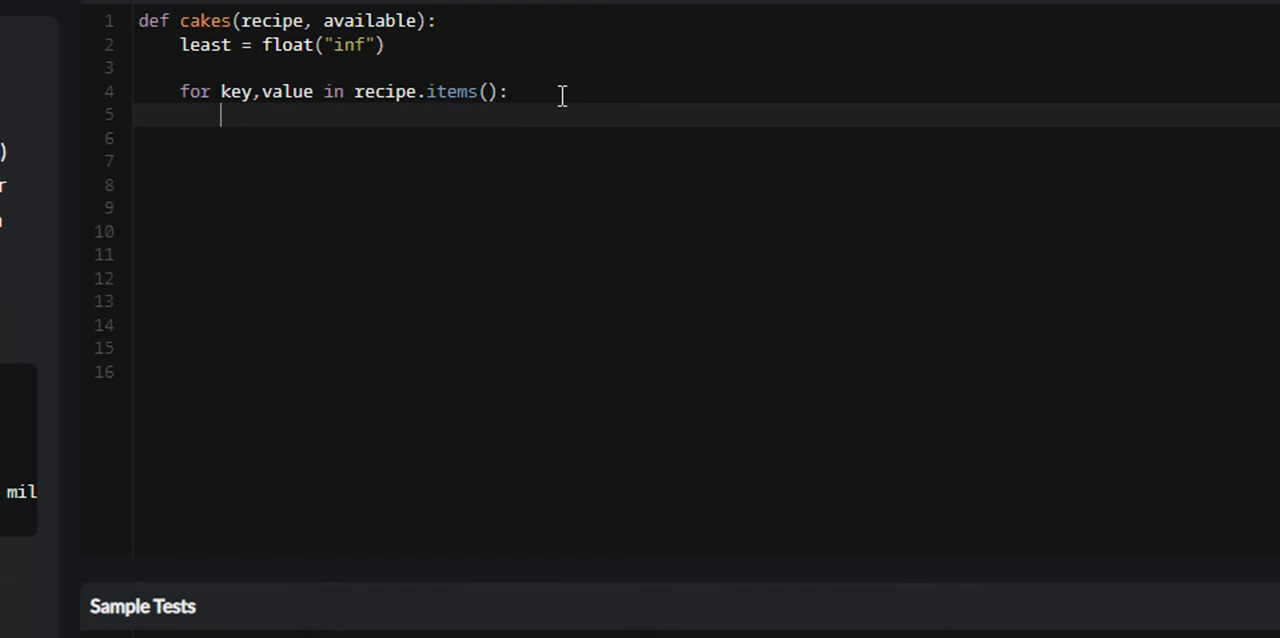 1 def cakes(recipe, available):
2 least = float("inf")
3
4 for key,value in recipe.items():
5
6
7
8
9
10
11
12
13
14
15
16
)
r
mil
Sample Tests